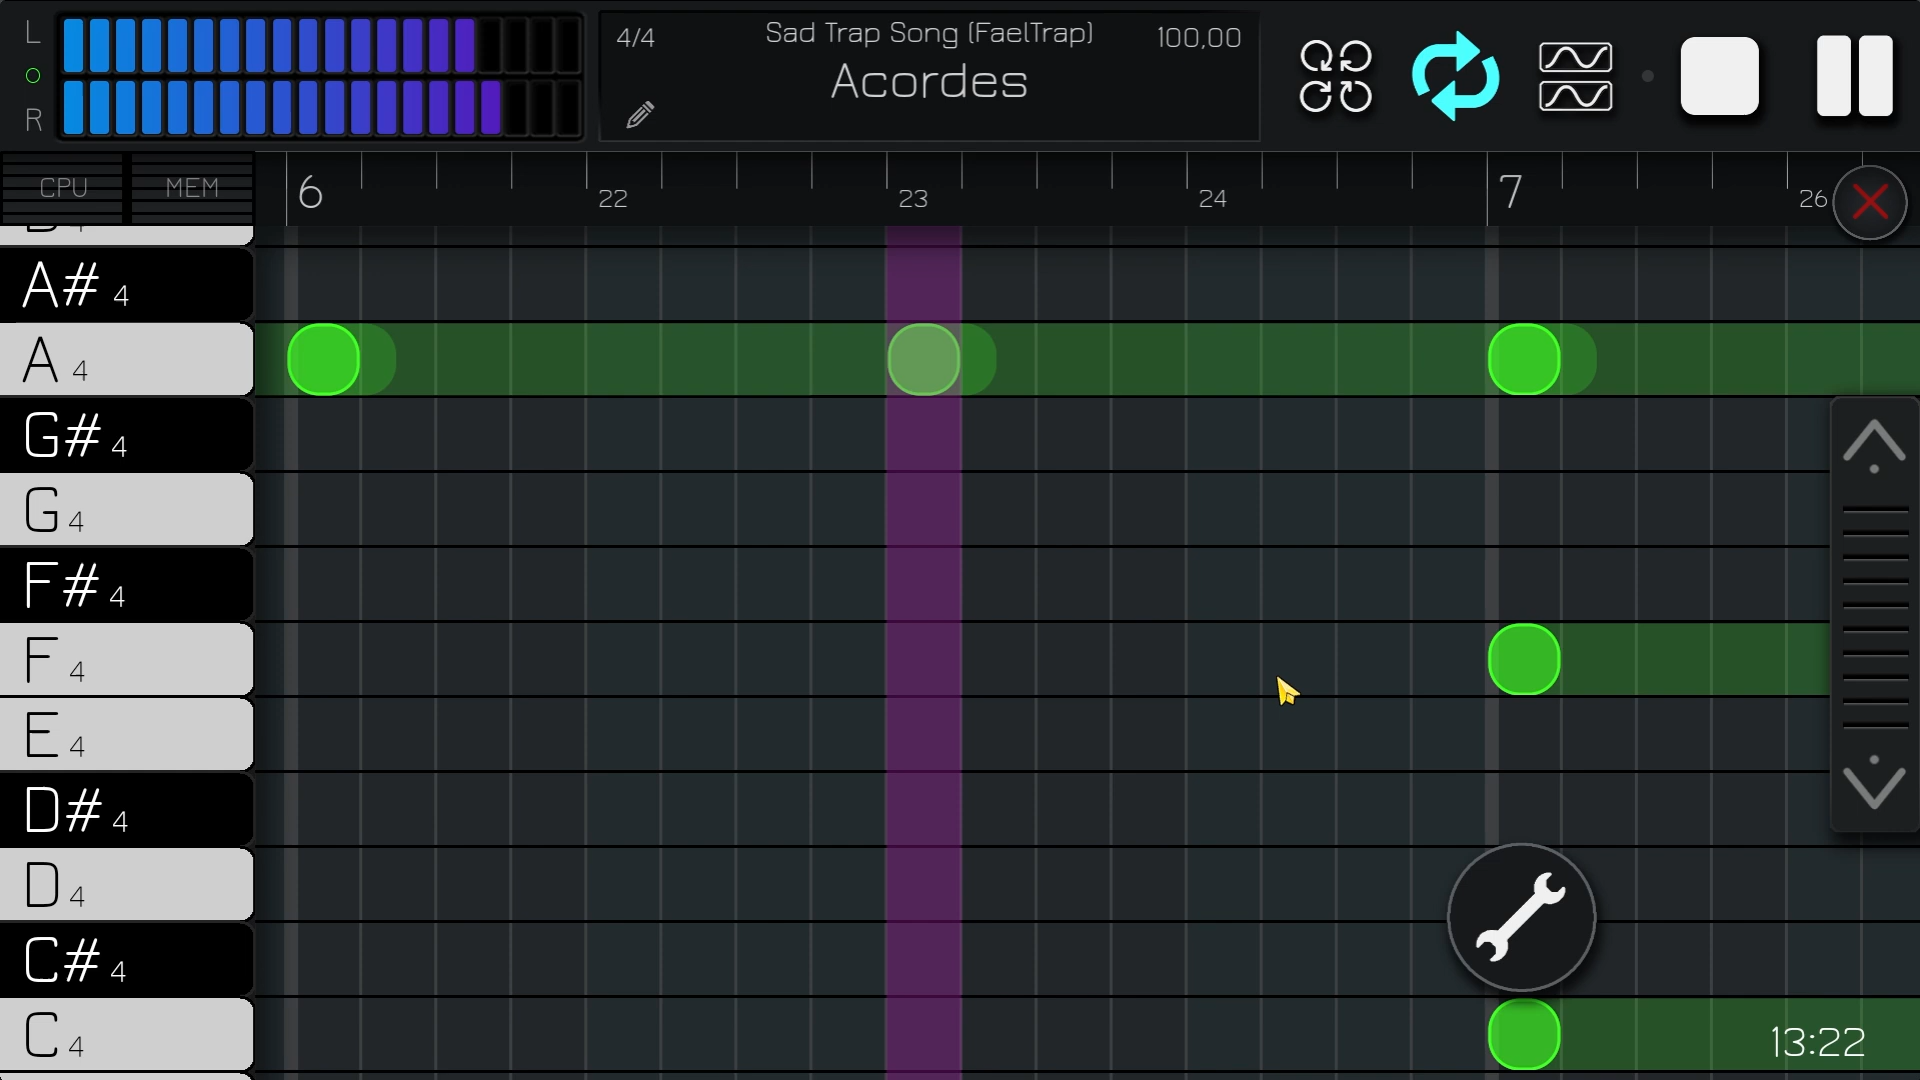 L
R
4/4
Sad Trap Song (FaelTrap)
100,00
Acordes
CPU MEM
6 22 23 24 7 26
A# 4
A 4
G# 4
G 4
F# 4
F 4
E 4
D# 4
D 4
C# 4
C 4
13:22